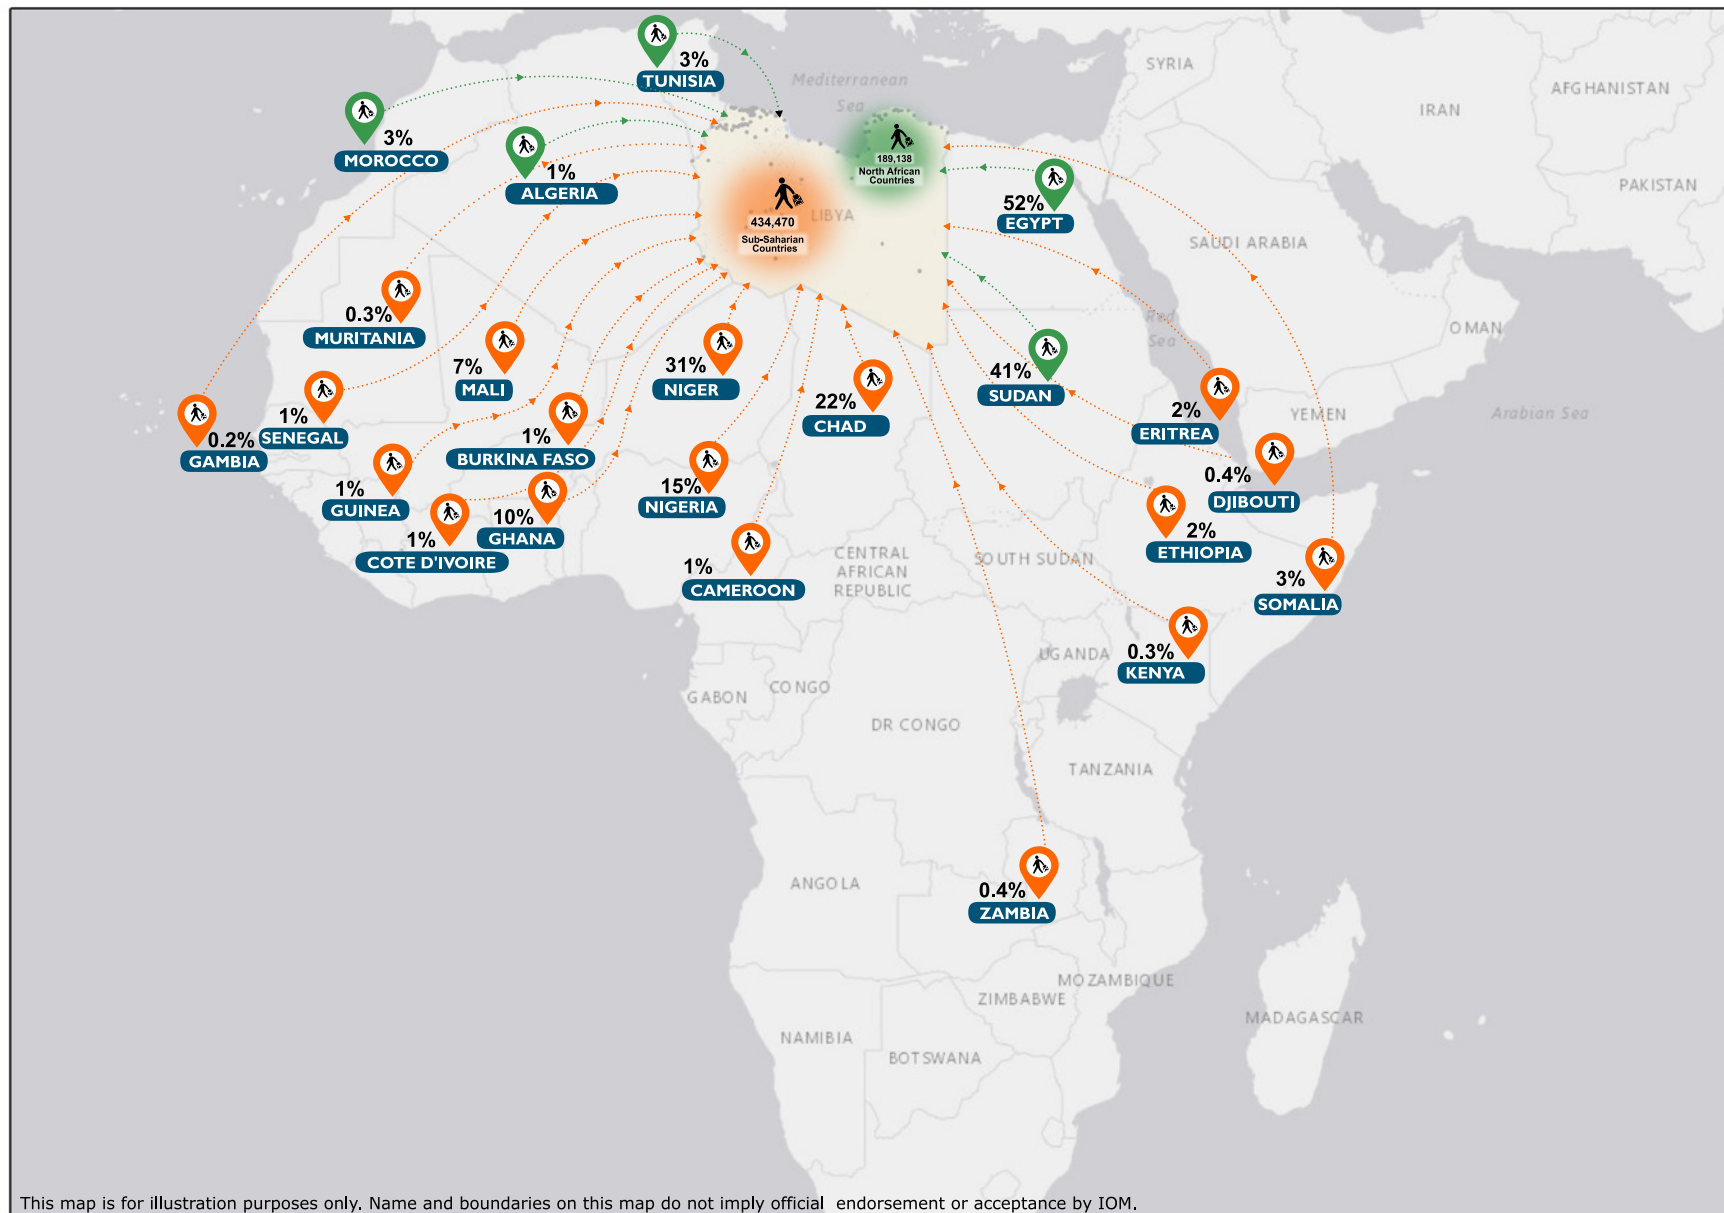 3%
TUNISIA
Mediterranean
Sea
SYRIA
AFGHANISTAN
IRAN
3%
MOROCCO
1%
ALGERIA
189,138
North African
Countries
PAKISTAN
434,470
LIBYA
Sub-Saharian
Countries
52%
EGYPT
SAUDI ARABIA
0.3%
MURITANIA
Red
Sea
OMAN
7%
MALI
31%
NIGER
22%
CHAD
41%
SUDAN
2%
ERITREA
YEMEN
Arabian Sea
0.2%
GAMBIA
1%
SENEGAL
1%
BURKINA FASO
1%
GUINEA
10%
GHANA
1%
COTE D'IVOIRE
15%
NIGERIA
0.4%
DJIBOUTI
2%
ETHIOPIA
1%
CAMEROON
CENTRAL
AFRICAN
REPUBLIC
SOUTH SUDAN
3%
SOMALIA
UGANDA
0.3%
KENYA
GABON
CONGO
DR CONGO
TANZANIA
ANGOLA
0.4%
ZAMBIA
MOZAMBIQUE
ZIMBABWE
MADAGASCAR
NAMIBIA
BOTSWANA
This map is for illustration purposes only. Name and boundaries on this map do not imply official endorsement or acceptance by IOM.